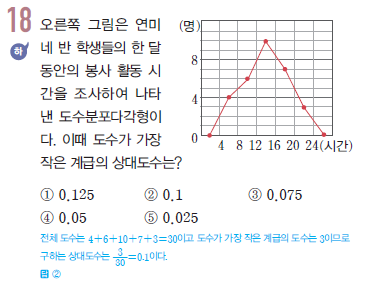 18
하
오른쪽 그림은 연미
네 반 학생들의 한 달
동안의 봉사 활동 시
간을 조사하여 나타
낸 도수분포다각형이
다. 이때 도수가 가장
작은 계급의 상대도수는?
(명)
8
4
0
4 8 12 16 20 24(시간)
① 0.125 ② 0.1 ③ 0.075
④ 0.05 ⑤ 0.025
전체 도수는 4+6+10+7+3=30이고 도수가 가장 작은 계급의 도수는 3이므로
구하는 상대도수는 3/30=0.1이다.
답 ②